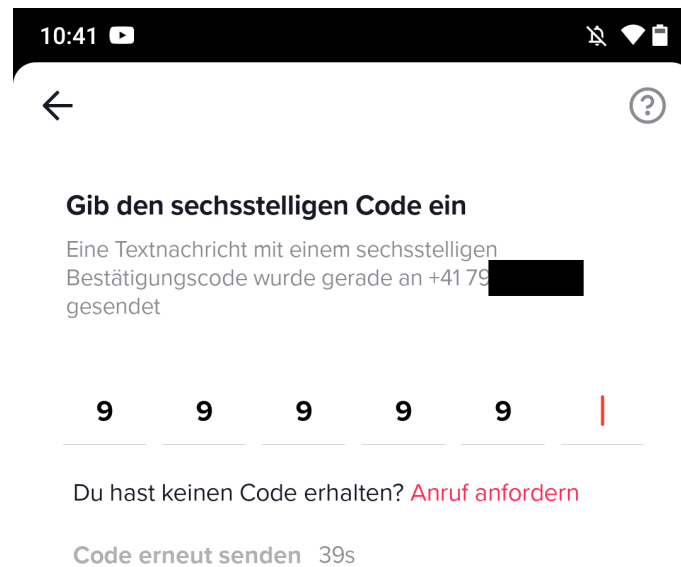 10:41
Gib den sechsstelligen Code ein
Eine Textnachricht mit einem sechsstelligen
Bestätigungscode wurde gerade an +41 79
gesendet
9 9 9 9 9
Du hast keinen Code erhalten? Anruf anfordern
Code erneut senden 39s